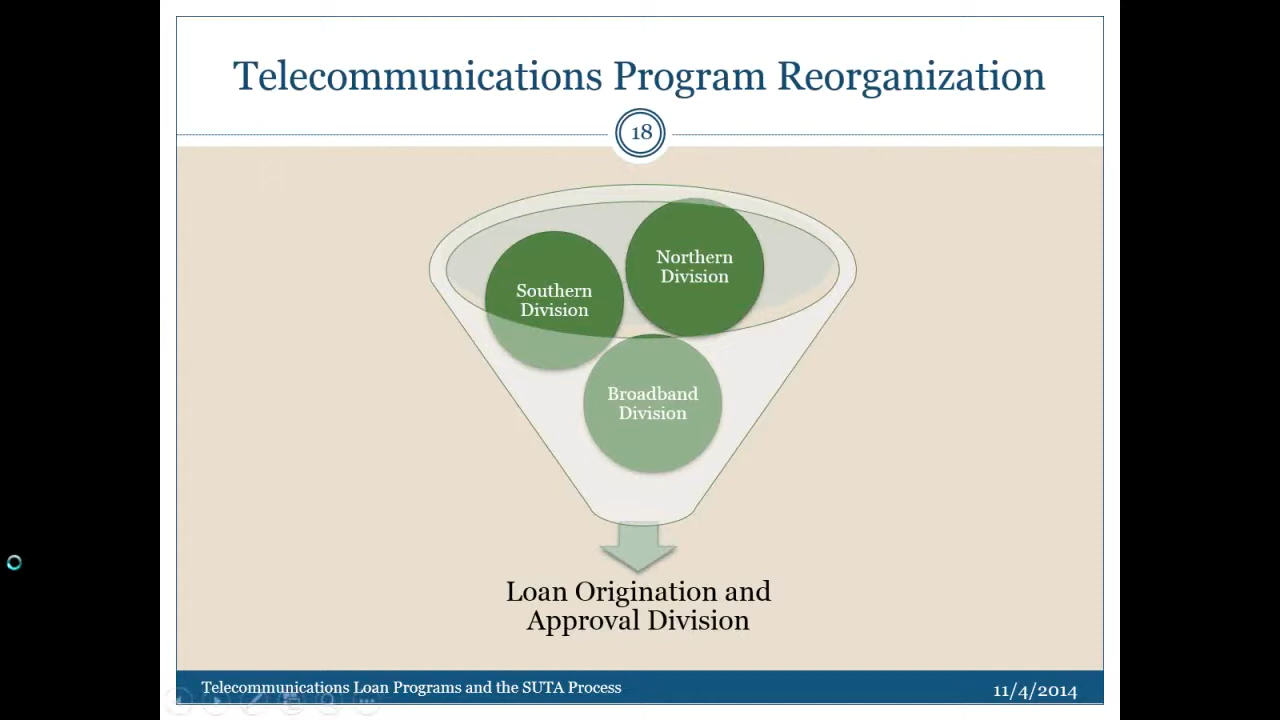 Telecommunications Program Reorganization
18
Northern
Division
Southern
Division
Broadband
Division
Loan Origination and
Approval Division
Telecommunications Loan Programs and the SUTA Process
11/4/2014